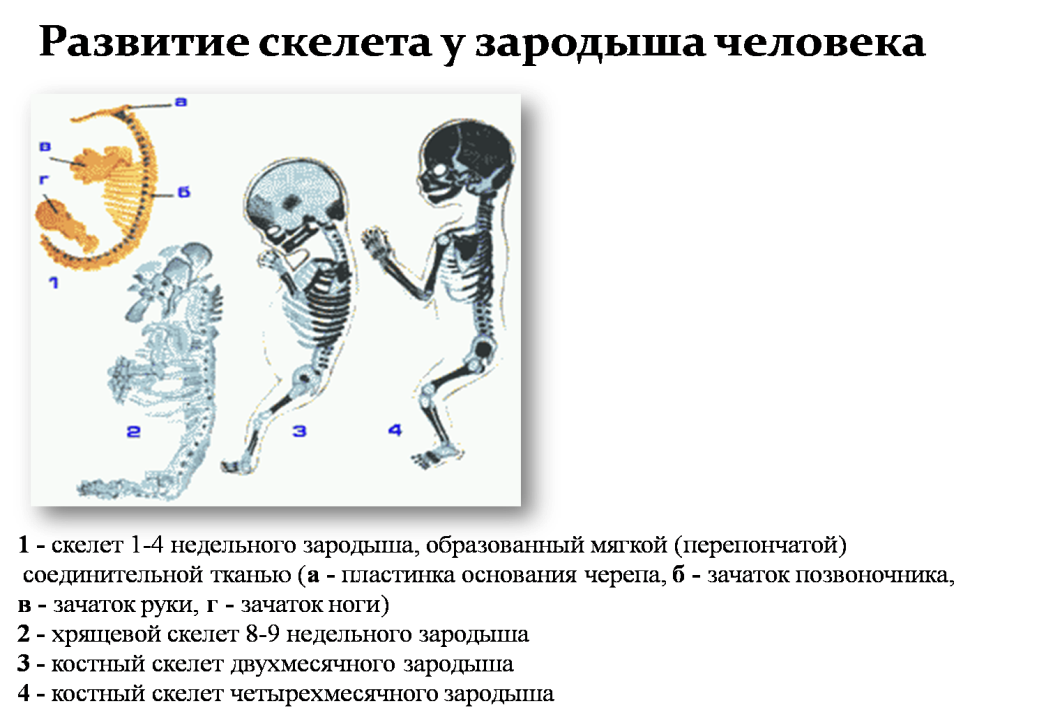 Развитие скелета у зародыша человека
а
в
г
б
1
2
3
4
1 - скелет 1-4 недельного зародыша, образованный мягкой (перепончатой)
соединительной тканью (а - пластинка основания черепа, б - зачаток позвоночника,
в - зачаток руки, г - зачаток ноги)
2 - хрящевой скелет 8-9 недельного зародыша
3 - костный скелет двухмесячного зародыша
4 - костный скелет четырехмесячного зародыша